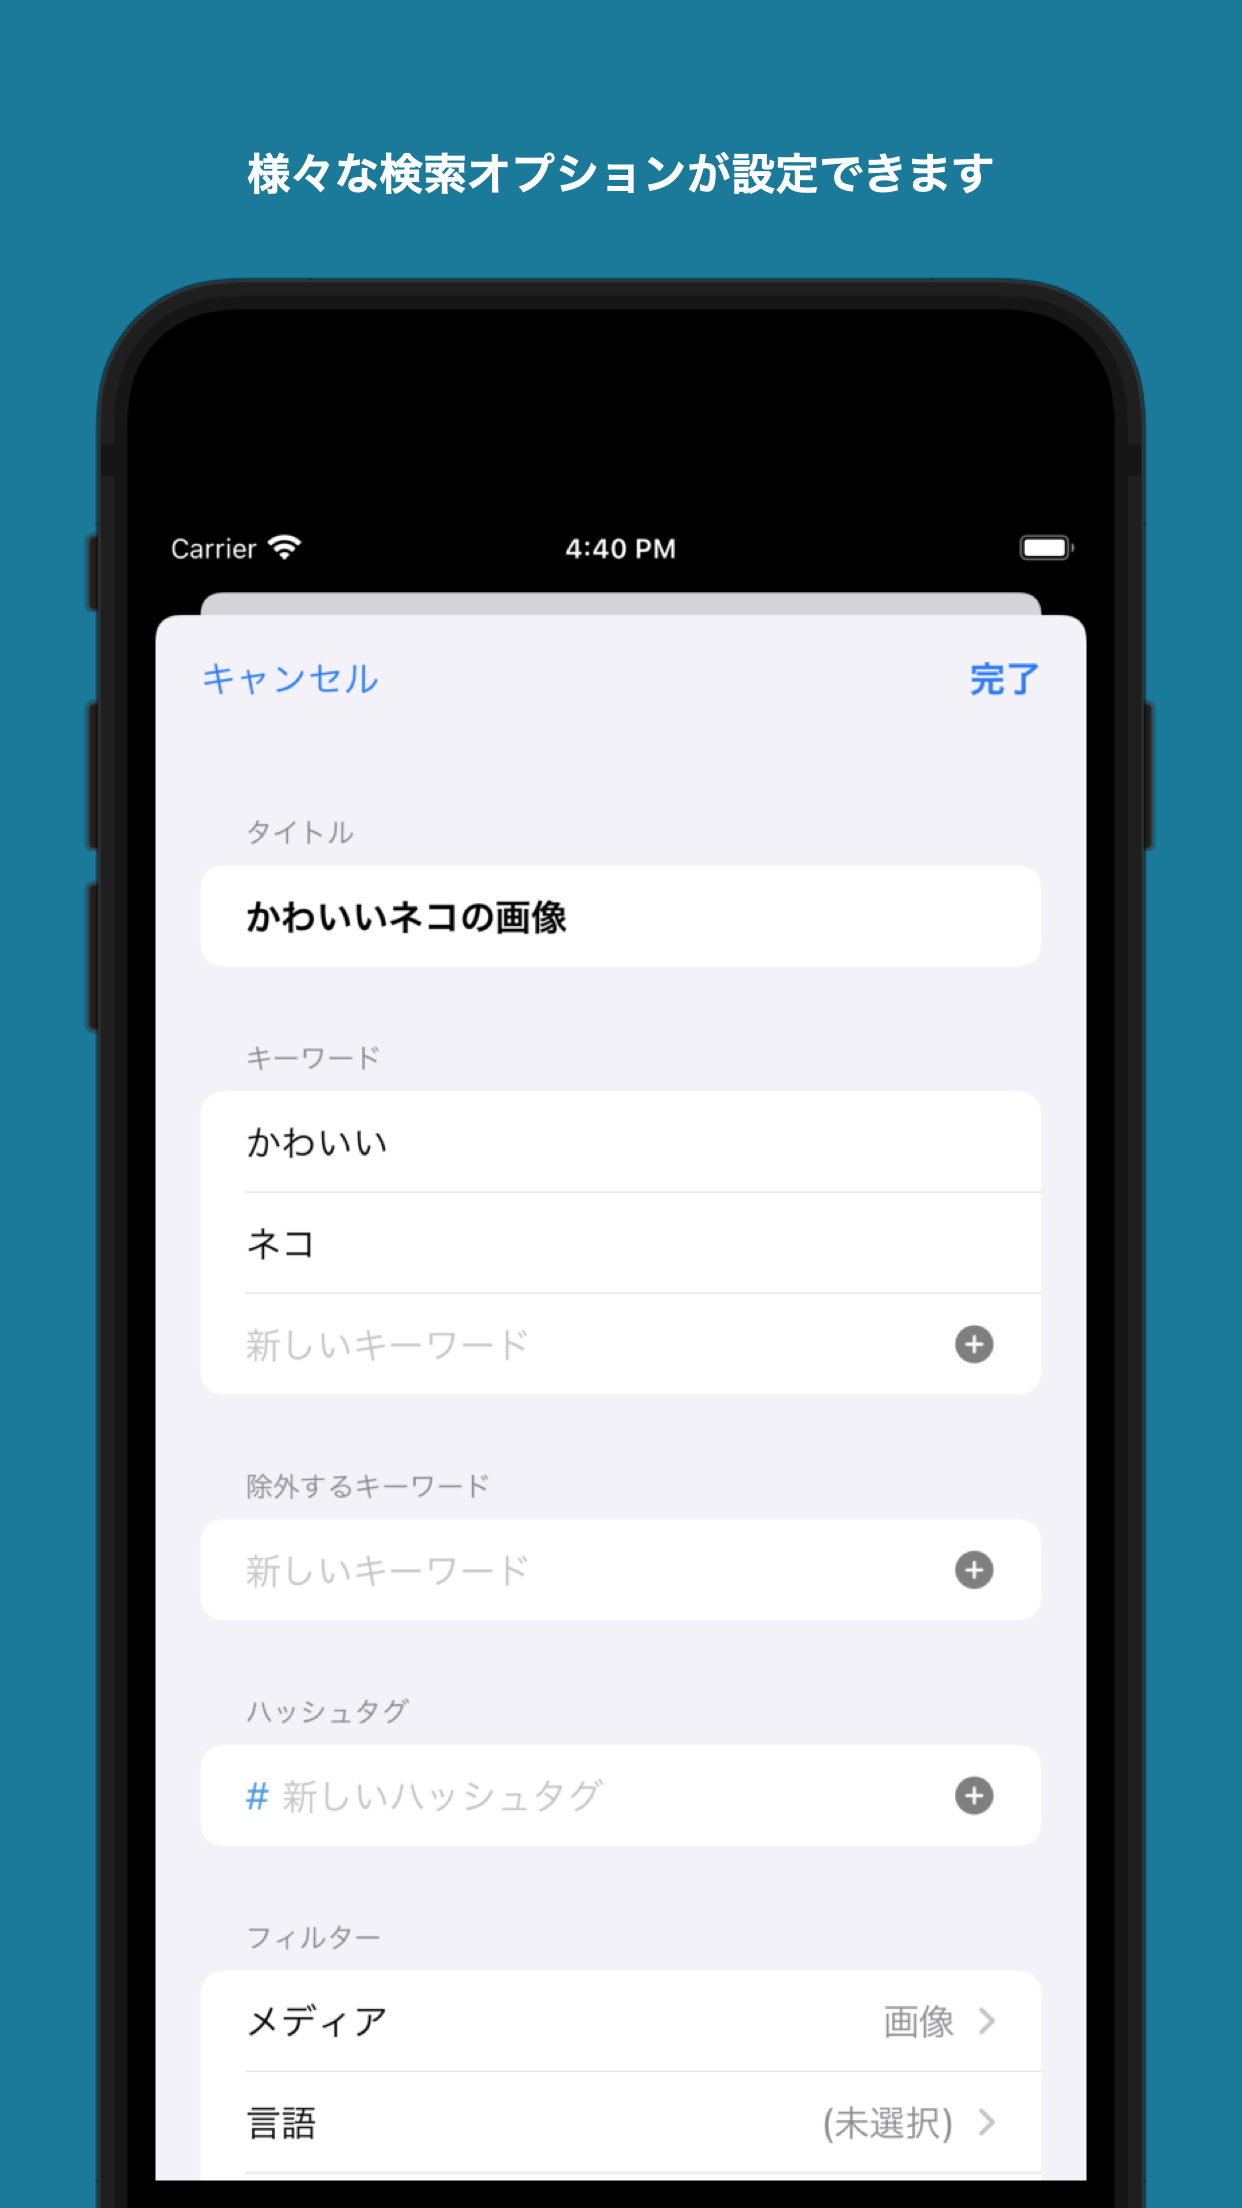 様々な検索オプションが設定できます
Carrier 4:40 PM
キャンセル 完了
タイトル
かわいいネコの画像
キーワード
かわいい
ネコ
新しいキーワード
除外するキーワード
新しいキーワード
ハッシュタグ
# 新しいハッシュタグ
フィルター
メディア 画像
言語 (未選択)